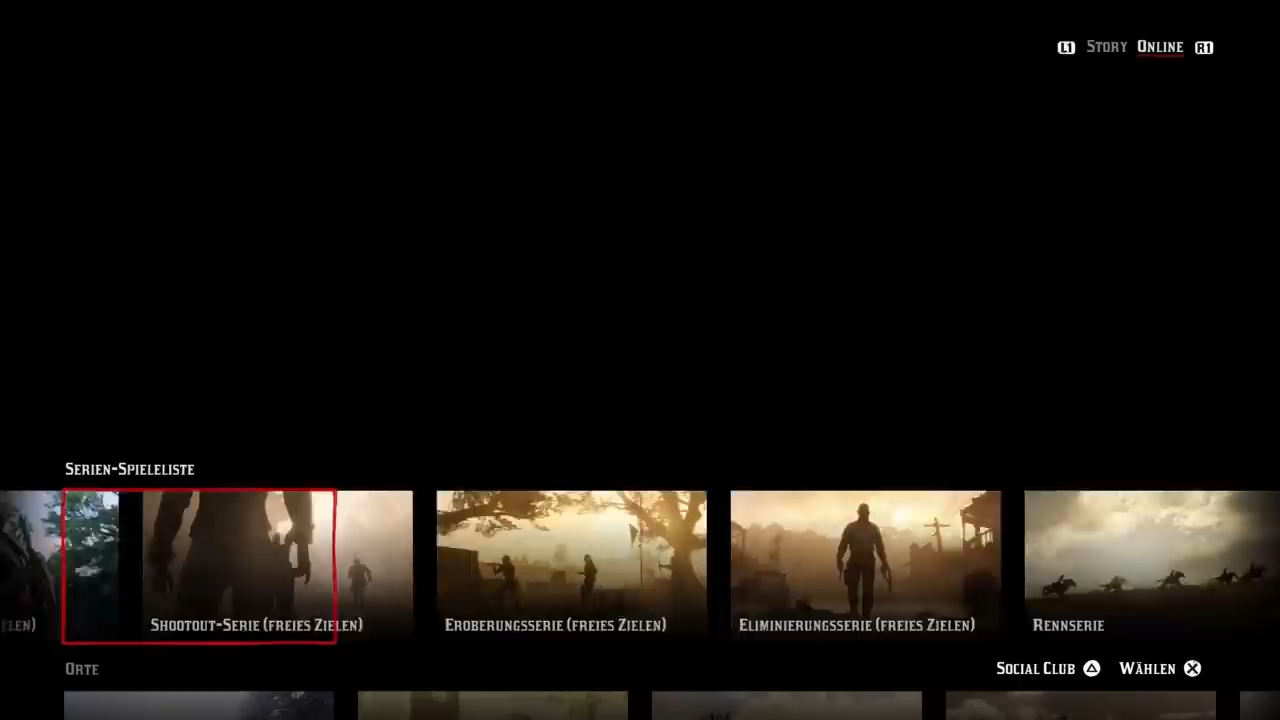 L1 Story Online R1
Serien-Spieleliste
elen)
Shootout-Serie (freies Zielen)
Eroberungsserie (freies Zielen)
Eliminierungsserie (freies Zielen)
Rennserie
Orte
Social Club
Wählen